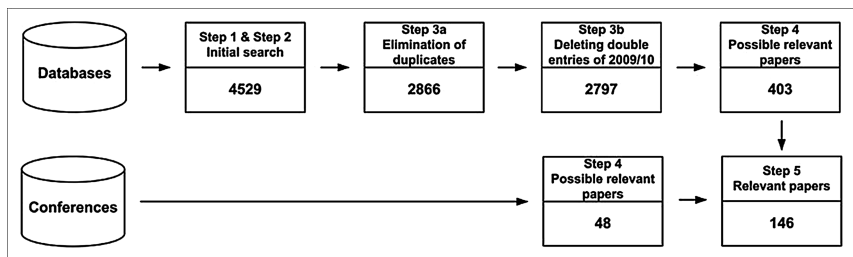 Databases
Step 1 & Step 2
Initial search
4529
Step 3a
Elimination of
duplicates
2866
Step 3b
Deleting double
entries of 2009/10
2797
Step 4
Possible relevant
papers
403
Conferences
Step 4
Possible relevant
papers
48
Step 5
Relevant papers
146